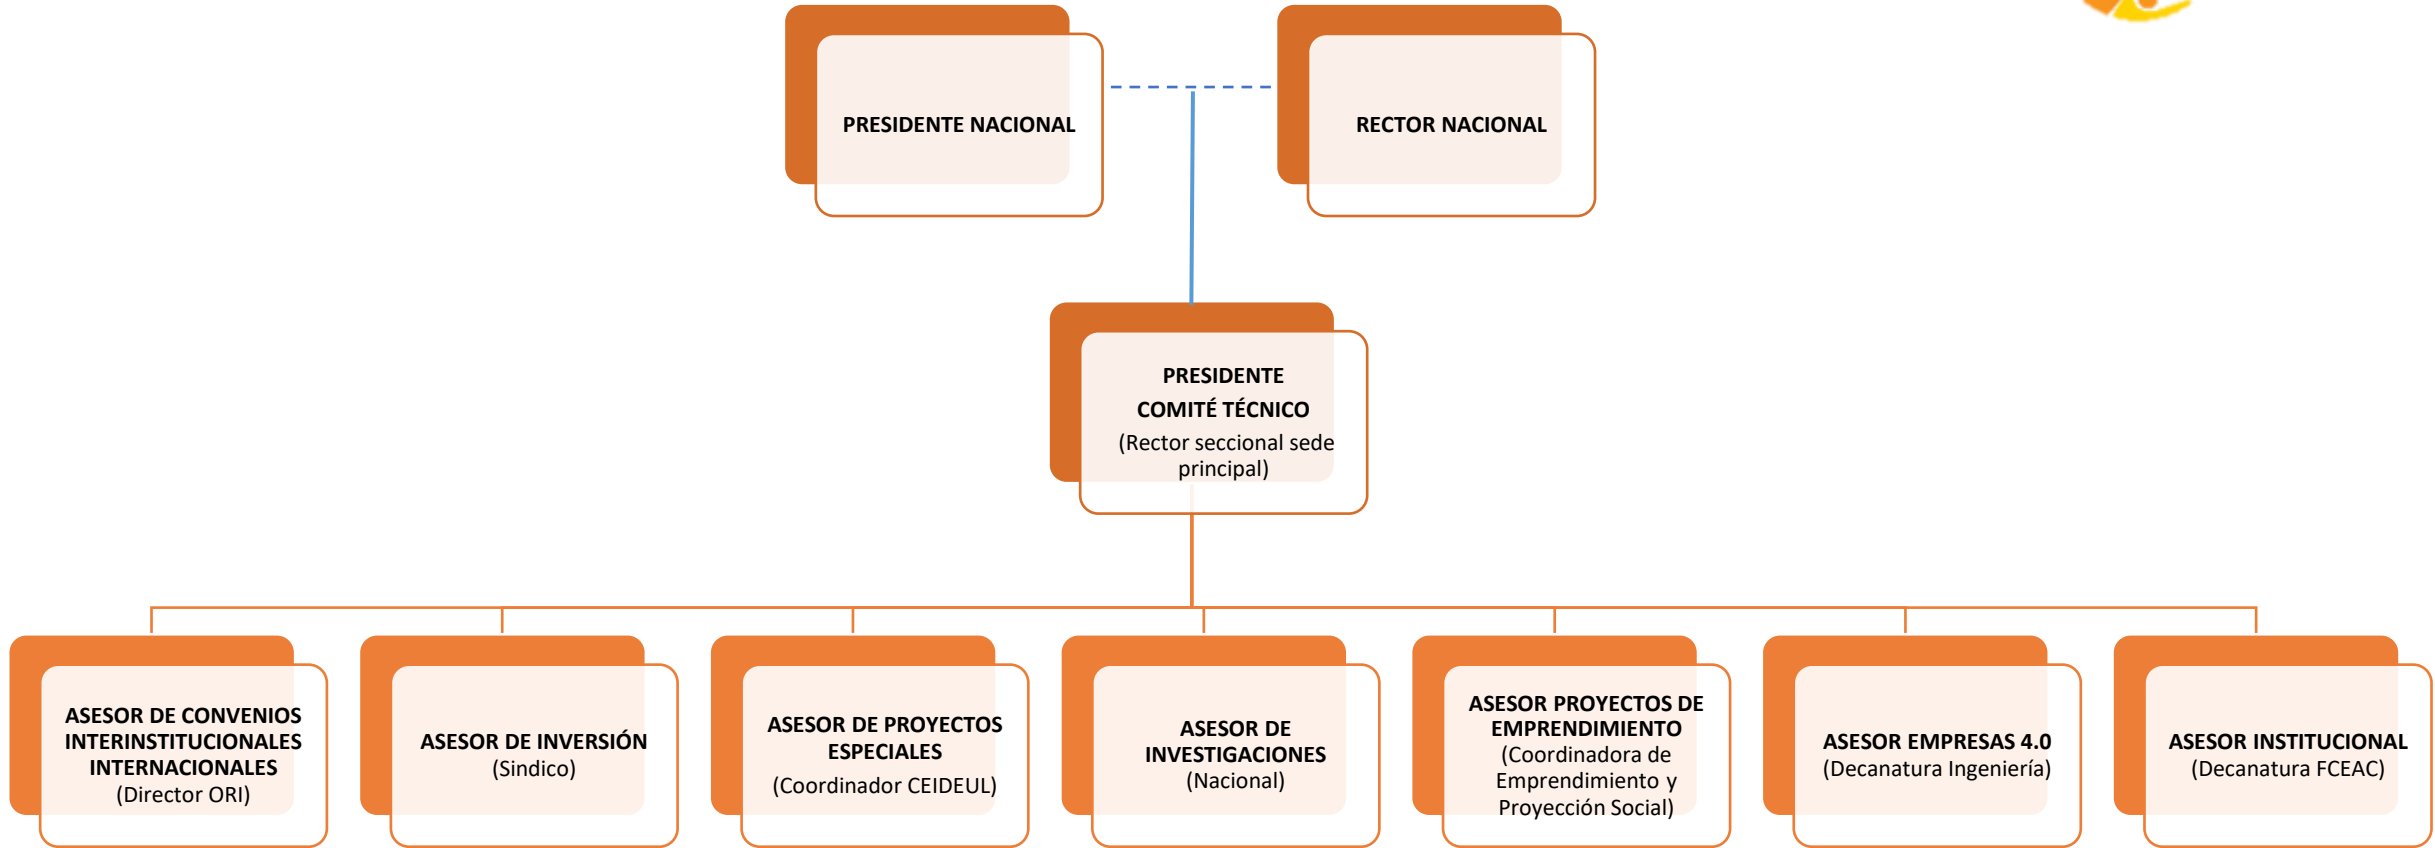 PRESIDENTE NACIONAL
RECTOR NACIONAL
PRESIDENTE
COMITÉ TÉCNICO
(Rector seccional sede
principal)
ASESOR DE CONVENIOS
INTERINSTITUCIONALES
INTERNACIONALES
(Director ORI)
ASESOR DE INVERSIÓN
(Sindico)
ASESOR DE PROYECTOS
ESPECIALES
(Coordinador CEIDEUL)
ASESOR DE
INVESTIGACIONES
(Nacional)
ASESOR PROYECTOS DE
EMPRENDIMIENTO
(Coordinadora de
Emprendimiento y
Proyección Social)
ASESOR EMPRESAS 4.0
(Decanatura Ingeniería)
ASESOR INSTITUCIONAL
(Decanatura FCEAC)